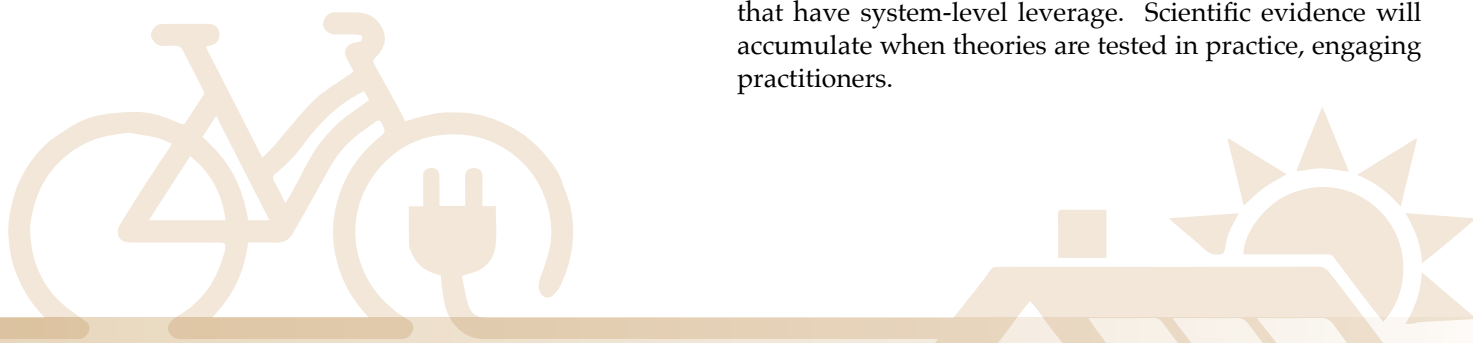 that have system-level leverage. Scientific evidence will
accumulate when theories are tested in practice, engaging
practitioners.